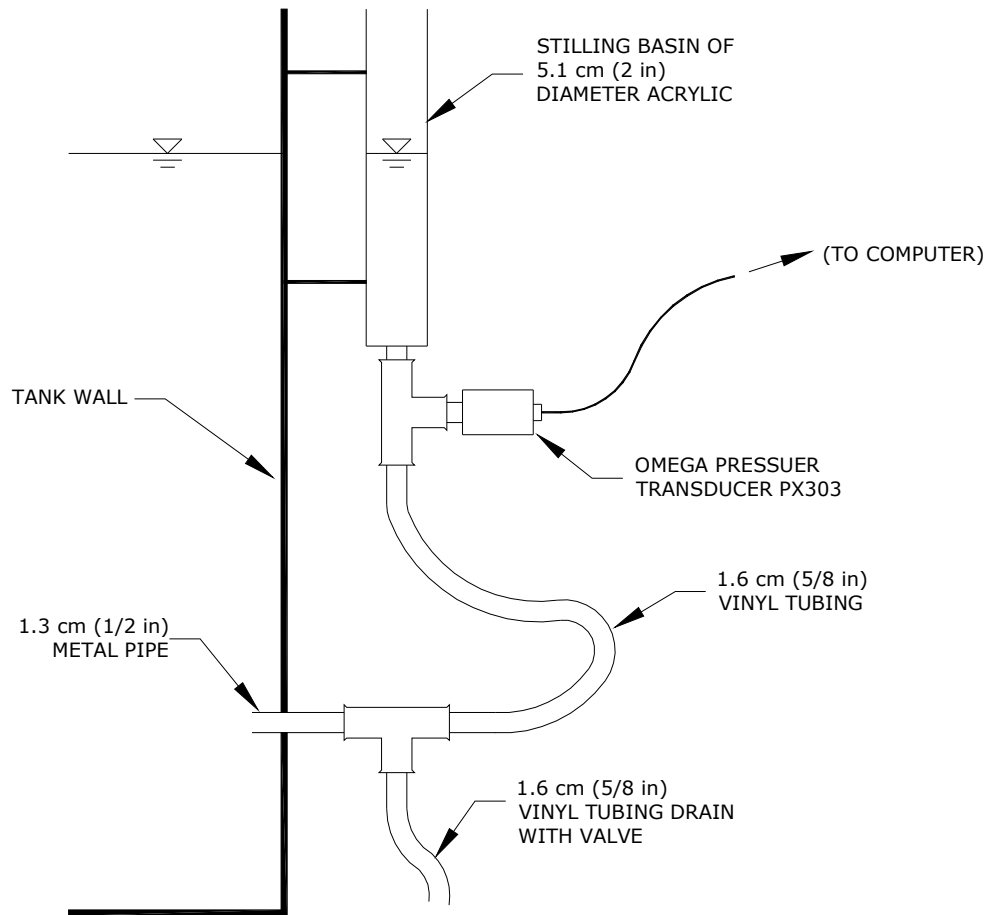 STILLING BASIN OF
5.1 cm (2 in)
DIAMETER ACRYLIC
(TO COMPUTER)
TANK WALL
OMEGA PRESSUER
TRANSDUCER PX303
1.6 cm (5/8 in)
VINYL TUBING
1.3 cm (1/2 in)
METAL PIPE
1.6 cm (5/8 in)
VINYL TUBING DRAIN
WITH VALVE